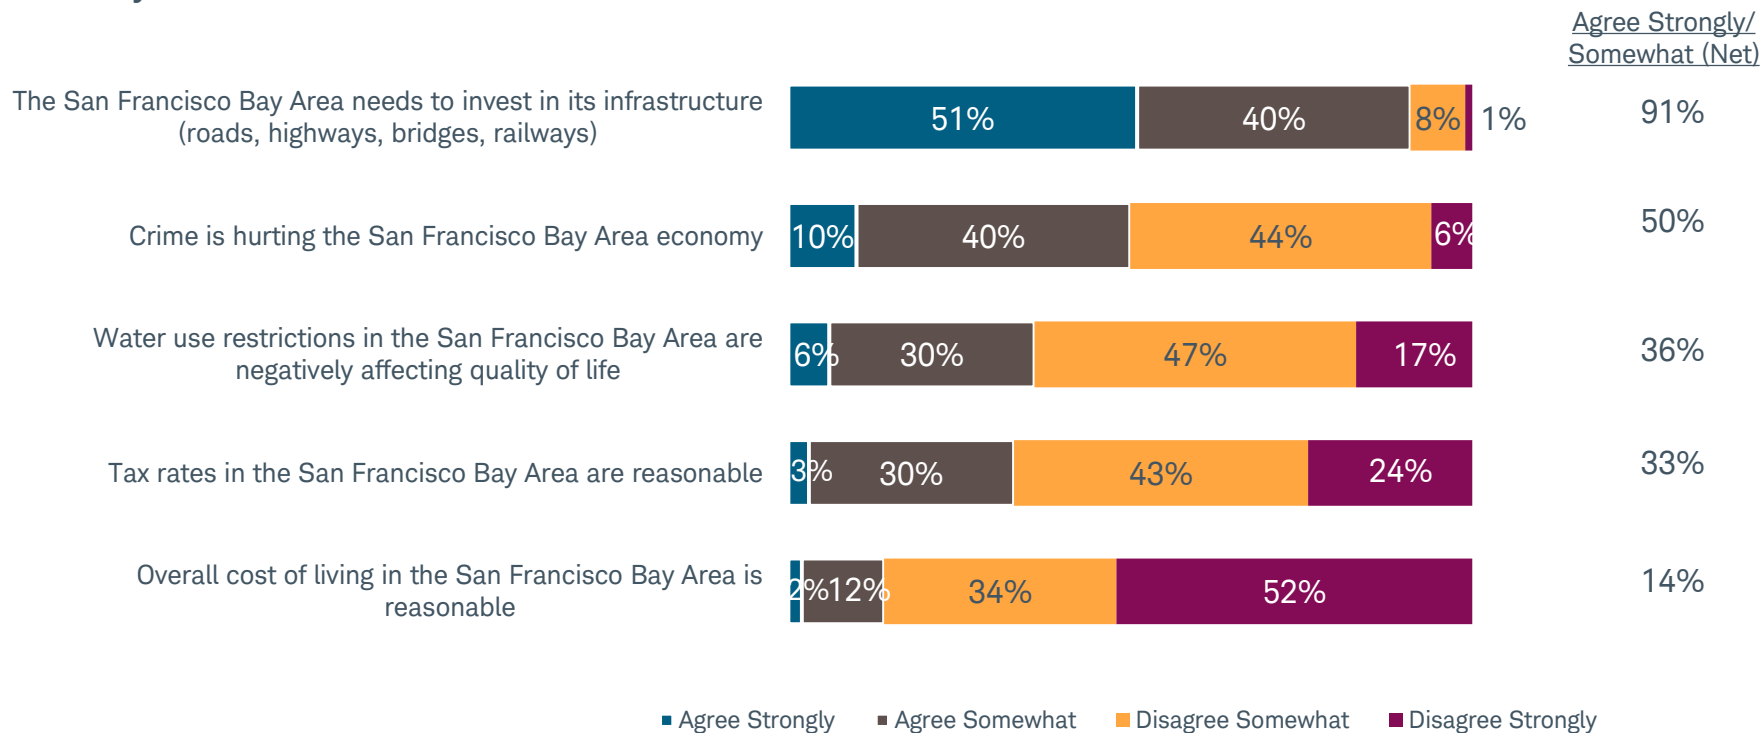 Agree Strongly/
Somewhat (Net)
The San Francisco Bay Area needs to invest in its infrastructure
(roads, highways, bridges, railways)
51% 40% 8% 1% 91%
Crime is hurting the San Francisco Bay Area economy
10% 40% 44% 6% 50%
Water use restrictions in the San Francisco Bay Area are
negatively affecting quality of life
6% 30% 47% 17% 36%
Tax rates in the San Francisco Bay Area are reasonable
3% 30% 43% 24% 33%
Overall cost of living in the San Francisco Bay Area is
reasonable
2% 12% 34% 52% 14%
Agree Strongly Agree Somewhat Disagree Somewhat Disagree Strongly